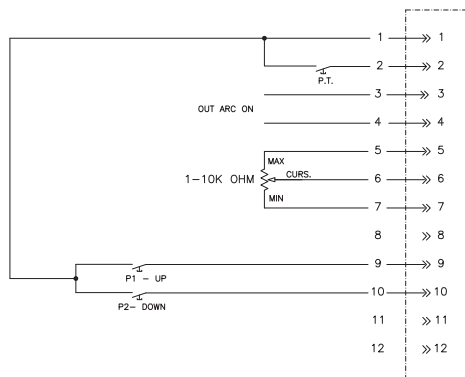 1 1
2 2
P.T.
3 3
OUT ARC ON
4 4
5 5
MAX
1-10K OHM CURS. 6 6
MIN
7 7
8 8
9 9
P1 - UP
10 10
P2- DOWN
11 11
12 12